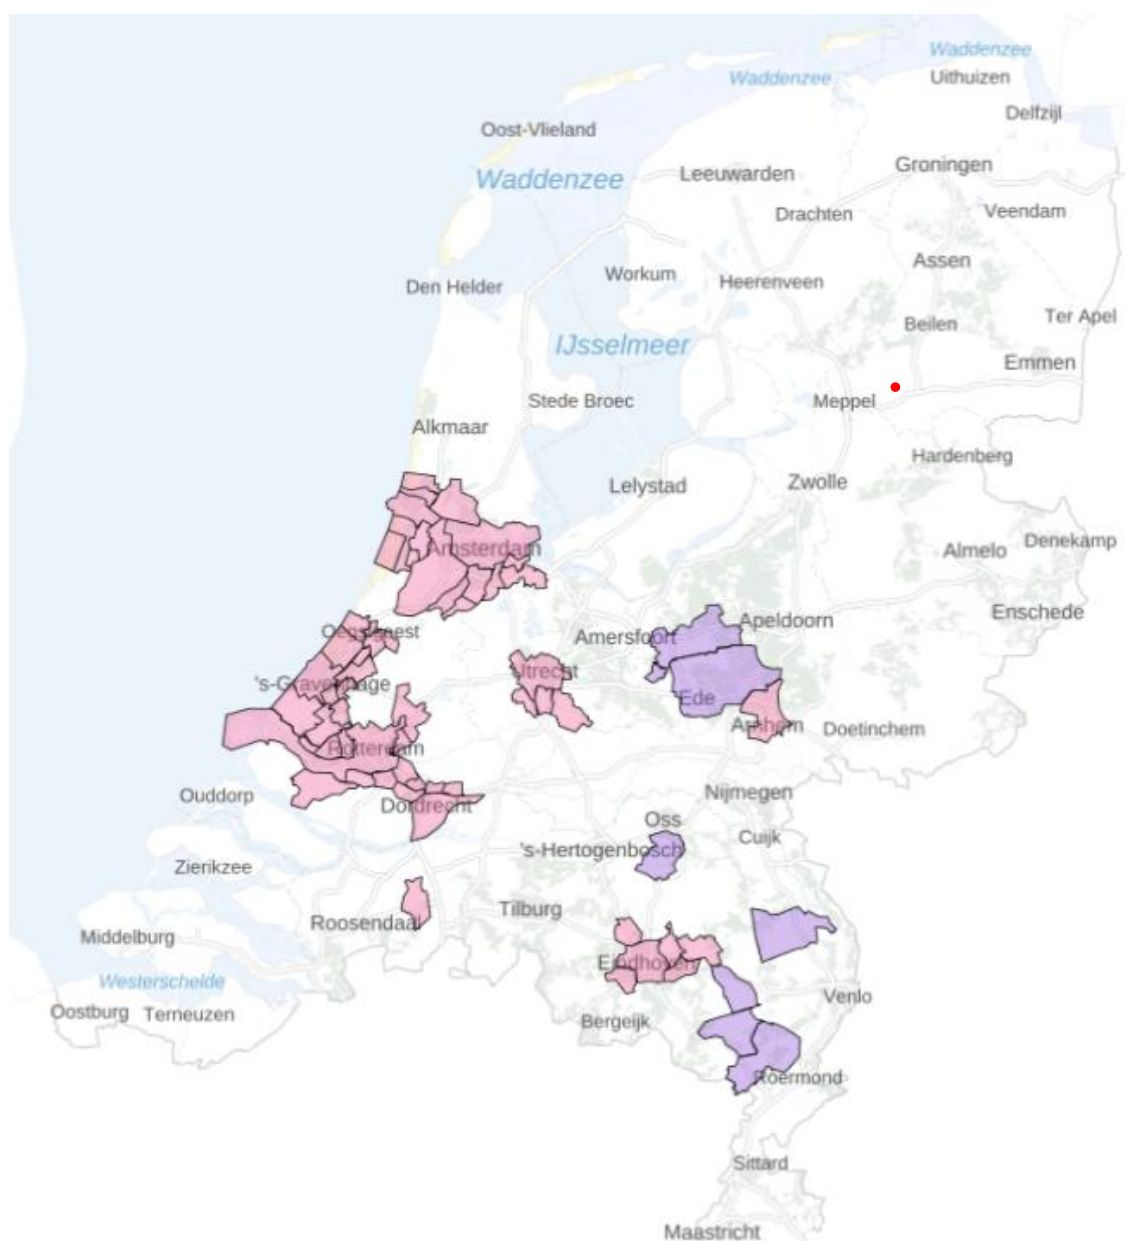 Waddenzee
Waddenzee
Uithuizen
Delfzijl
Oost-Vlieland
Groningen
Waddenzee
Leeuwarden
Drachten
Veendam
Assen
Workum
Heerenveen
Den Helder
Ter Apel
Beilen
IJsselmeer
Emmen
Stede Broec
Meppel
Alkmaar
Hardenberg
Lelystad
Zwolle
Amsterdam
Almelo
Denekamp
Enschede
Apeldoorn
Oegstgeest
Amersfoort
Utrecht
's-Gravenhage
Ede
Arnhem
Doetinchem
Rotterdam
Nijmegen
Ouddorp
Dordrecht
Oss
Cuijk
's-Hertogenbosch
Zierikzee
Tilburg
Roosendaal
Middelburg
Eindhoven
Westerschelde
Venlo
Oostburg
Terneuzen
Bergeijk
Roermond
Sittard
Maastricht